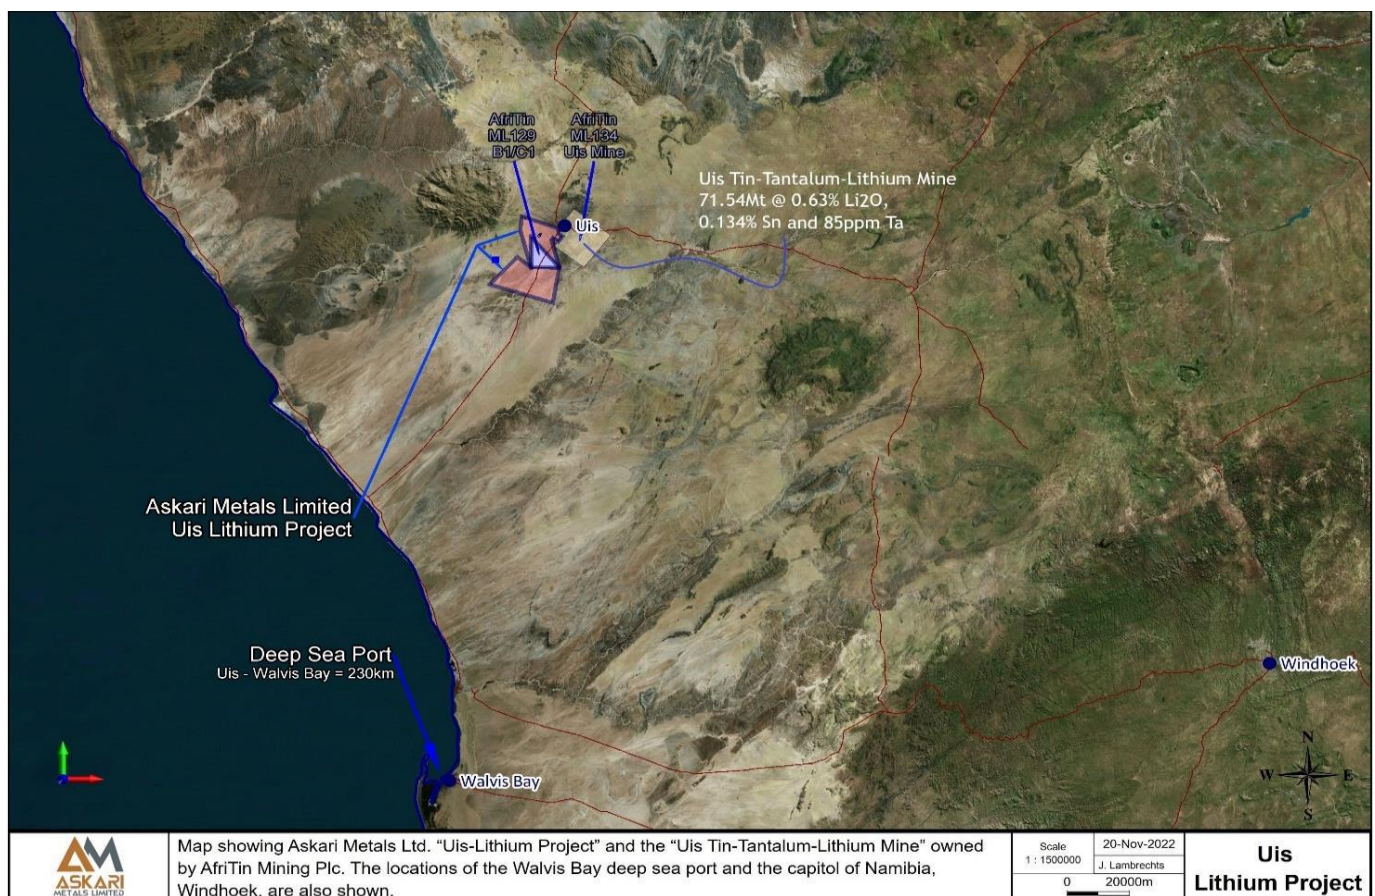 AfriTin
ML129
B1/C1
AfriTin
ML134
Uis Mine
Uis Tin-Tantalum-Lithium Mine
71.54Mt @ 0.63% Li2O,
0.134% Sn and 85ppm Ta
Uis
Askari Metals Limited
Uis Lithium Project
Deep Sea Port
Uis - Walvis Bay = 230km
Windhoek
Walvis Bay
N
W
E
S
AM
ASKARI
METALS LIMITED
Map showing Askari Metals Ltd. “Uis-Lithium Project” and the “Uis Tin-Tantalum-Lithium Mine” owned
by AfriTin Mining Plc. The locations of the Walvis Bay deep sea port and the capitol of Namibia,
Windhoek, are also shown.
Scale
1 : 1500000
20-Nov-2022
J. Lambrechts
0 20000m
Uis
Lithium Project